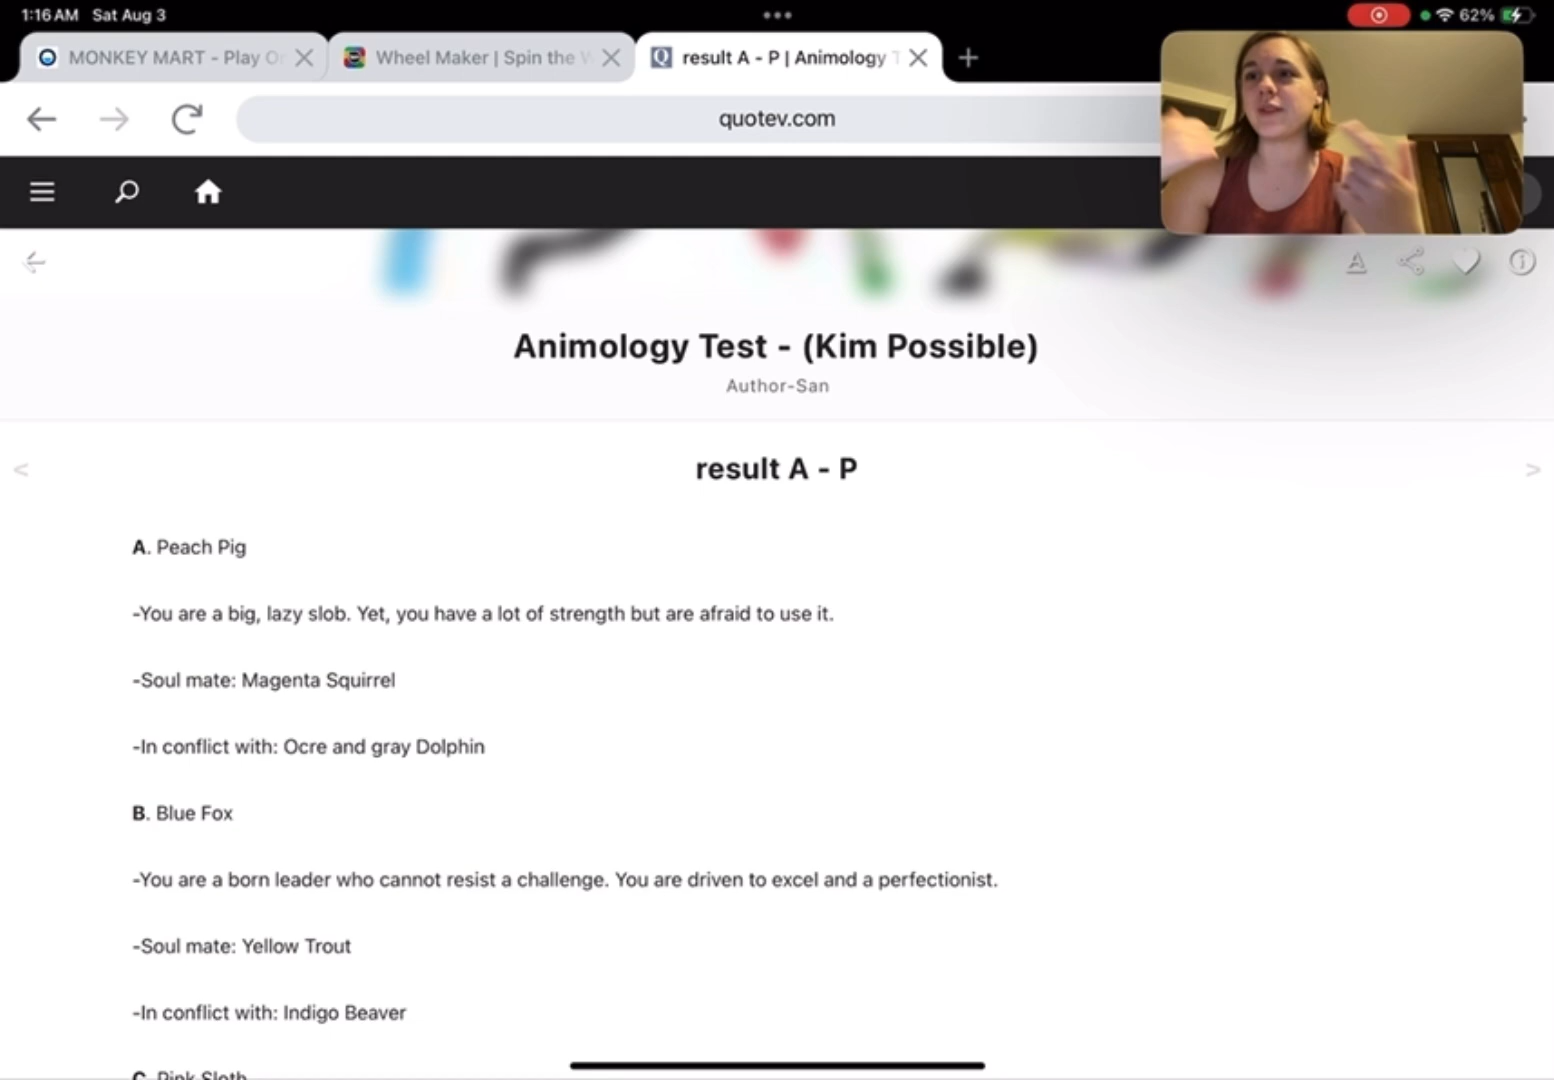 1:16 AM Sat Aug 3
62%
MONKEY MART - Play
Wheel Maker | Spin the
result A - P | Animology
quotev.com
Animology Test - (Kim Possible)
Author-San
result A - P
A. Peach Pig
-You are a big, lazy slob. Yet, you have a lot of strength but are afraid to use it.
-Soul mate: Magenta Squirrel
-In conflict with: Ocre and gray Dolphin
B. Blue Fox
-You are a born leader who cannot resist a challenge. You are driven to excel and a perfectionist.
-Soul mate: Yellow Trout
-In conflict with: Indigo Beaver
C. Pink Sloth